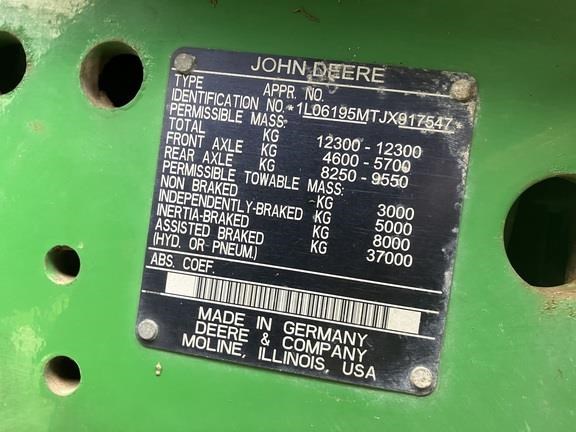 JOHN DEERE
TYPE APPR. NO.
IDENTIFICATION NO. *1L06195MTJX917547*
PERMISSIBLE MASS:
TOTAL KG 12300 - 12300
FRONT AXLE KG 4600 - 5700
REAR AXLE KG 8250 - 9550
PERMISSIBLE TOWABLE MASS:
NON BRAKED KG 3000
INDEPENDENTLY-BRAKED KG 5000
INERTIA-BRAKED KG 8000
ASSISTED BRAKED KG 37000
(HYD. OR PNEUM.)
ABS. COEF.
MADE IN GERMANY
DEERE & COMPANY
MOLINE, ILLINOIS, USA